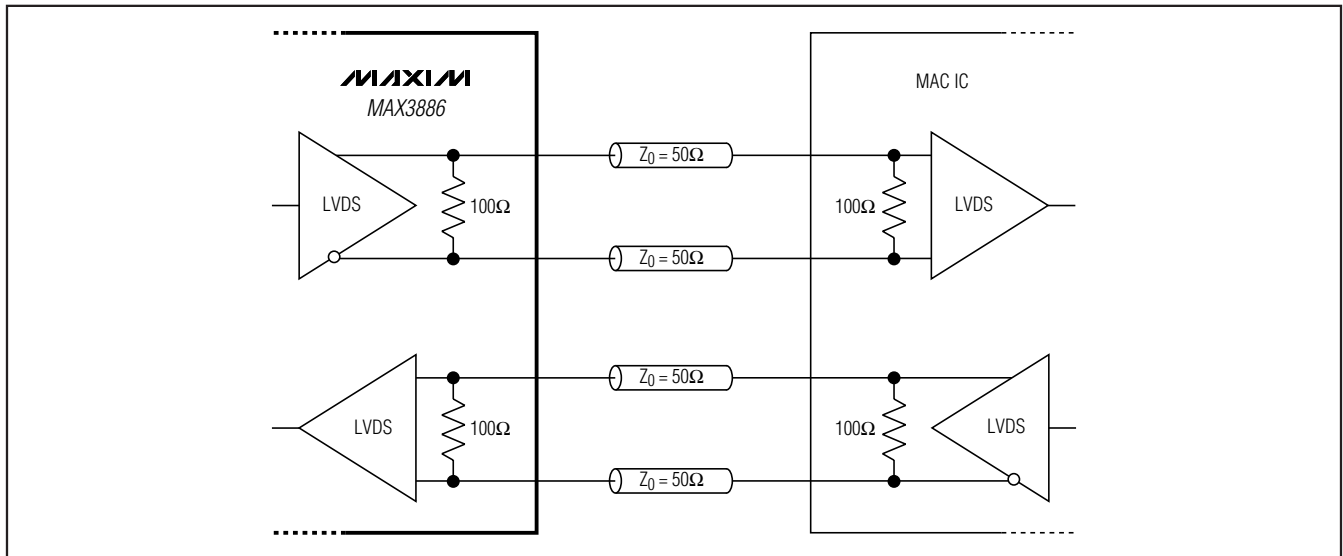 MAXIM
MAX3886
MAC IC
Z0 = 50Ω
LVDS
100Ω
100Ω
LVDS
Z0 = 50Ω
Z0 = 50Ω
LVDS
100Ω
100Ω
LVDS
Z0 = 50Ω